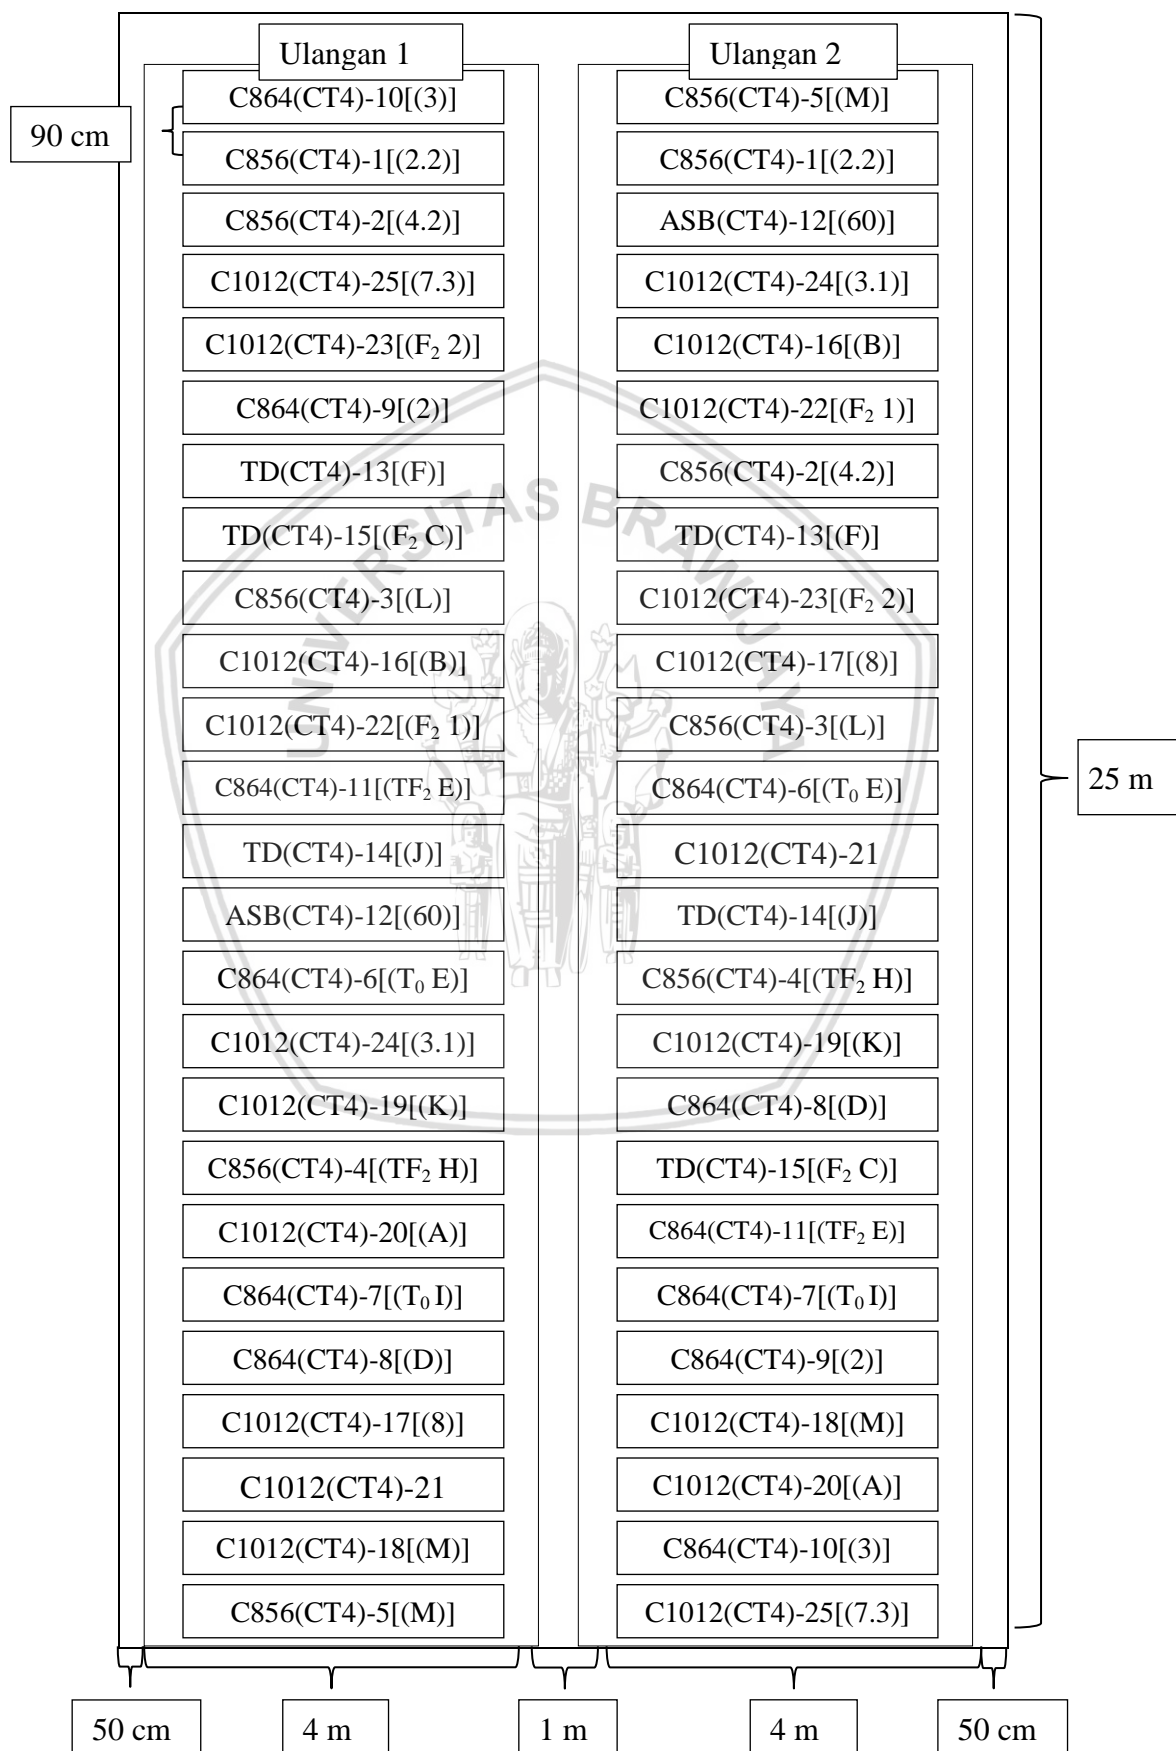 Ulangan 1
Ulangan 2
90 cm
C864(CT4)-10[(3)]
C856(CT4)-5[(M)]
C856(CT4)-1[(2.2)]
C856(CT4)-1[(2.2)]
C856(CT4)-2[(4.2)]
ASB(CT4)-12[(60)]
C1012(CT4)-25[(7.3)]
C1012(CT4)-24[(3.1)]
C1012(CT4)-23[(F₂ 2)]
C1012(CT4)-16[(B)]
C864(CT4)-9[(2)]
C1012(CT4)-22[(F₂ 1)]
TD(CT4)-13[(F)]
C856(CT4)-2[(4.2)]
TD(CT4)-15[(F₂ C)]
TD(CT4)-13[(F)]
C856(CT4)-3[(L)]
C1012(CT4)-23[(F₂ 2)]
C1012(CT4)-16[(B)]
C1012(CT4)-17[(8)]
C1012(CT4)-22[(F₂ 1)]
C856(CT4)-3[(L)]
C864(CT4)-11[(TF₂ E)]
C864(CT4)-6[(T₀ E)]
25 m
TD(CT4)-14[(J)]
C1012(CT4)-21
ASB(CT4)-12[(60)]
TD(CT4)-14[(J)]
C864(CT4)-6[(T₀ E)]
C856(CT4)-4[(TF₂ H)]
C1012(CT4)-24[(3.1)]
C1012(CT4)-19[(K)]
C1012(CT4)-19[(K)]
C864(CT4)-8[(D)]
C856(CT4)-4[(TF₂ H)]
TD(CT4)-15[(F₂ C)]
C1012(CT4)-20[(A)]
C864(CT4)-11[(TF₂ E)]
C864(CT4)-7[(T₀ I)]
C864(CT4)-7[(T₀ I)]
C864(CT4)-8[(D)]
C864(CT4)-9[(2)]
C1012(CT4)-17[(8)]
C1012(CT4)-18[(M)]
C1012(CT4)-21
C1012(CT4)-20[(A)]
C1012(CT4)-18[(M)]
C864(CT4)-10[(3)]
C856(CT4)-5[(M)]
C1012(CT4)-25[(7.3)]
50 cm
4 m
1 m
4 m
50 cm
UNIVERSITAS BRAWIJAYA